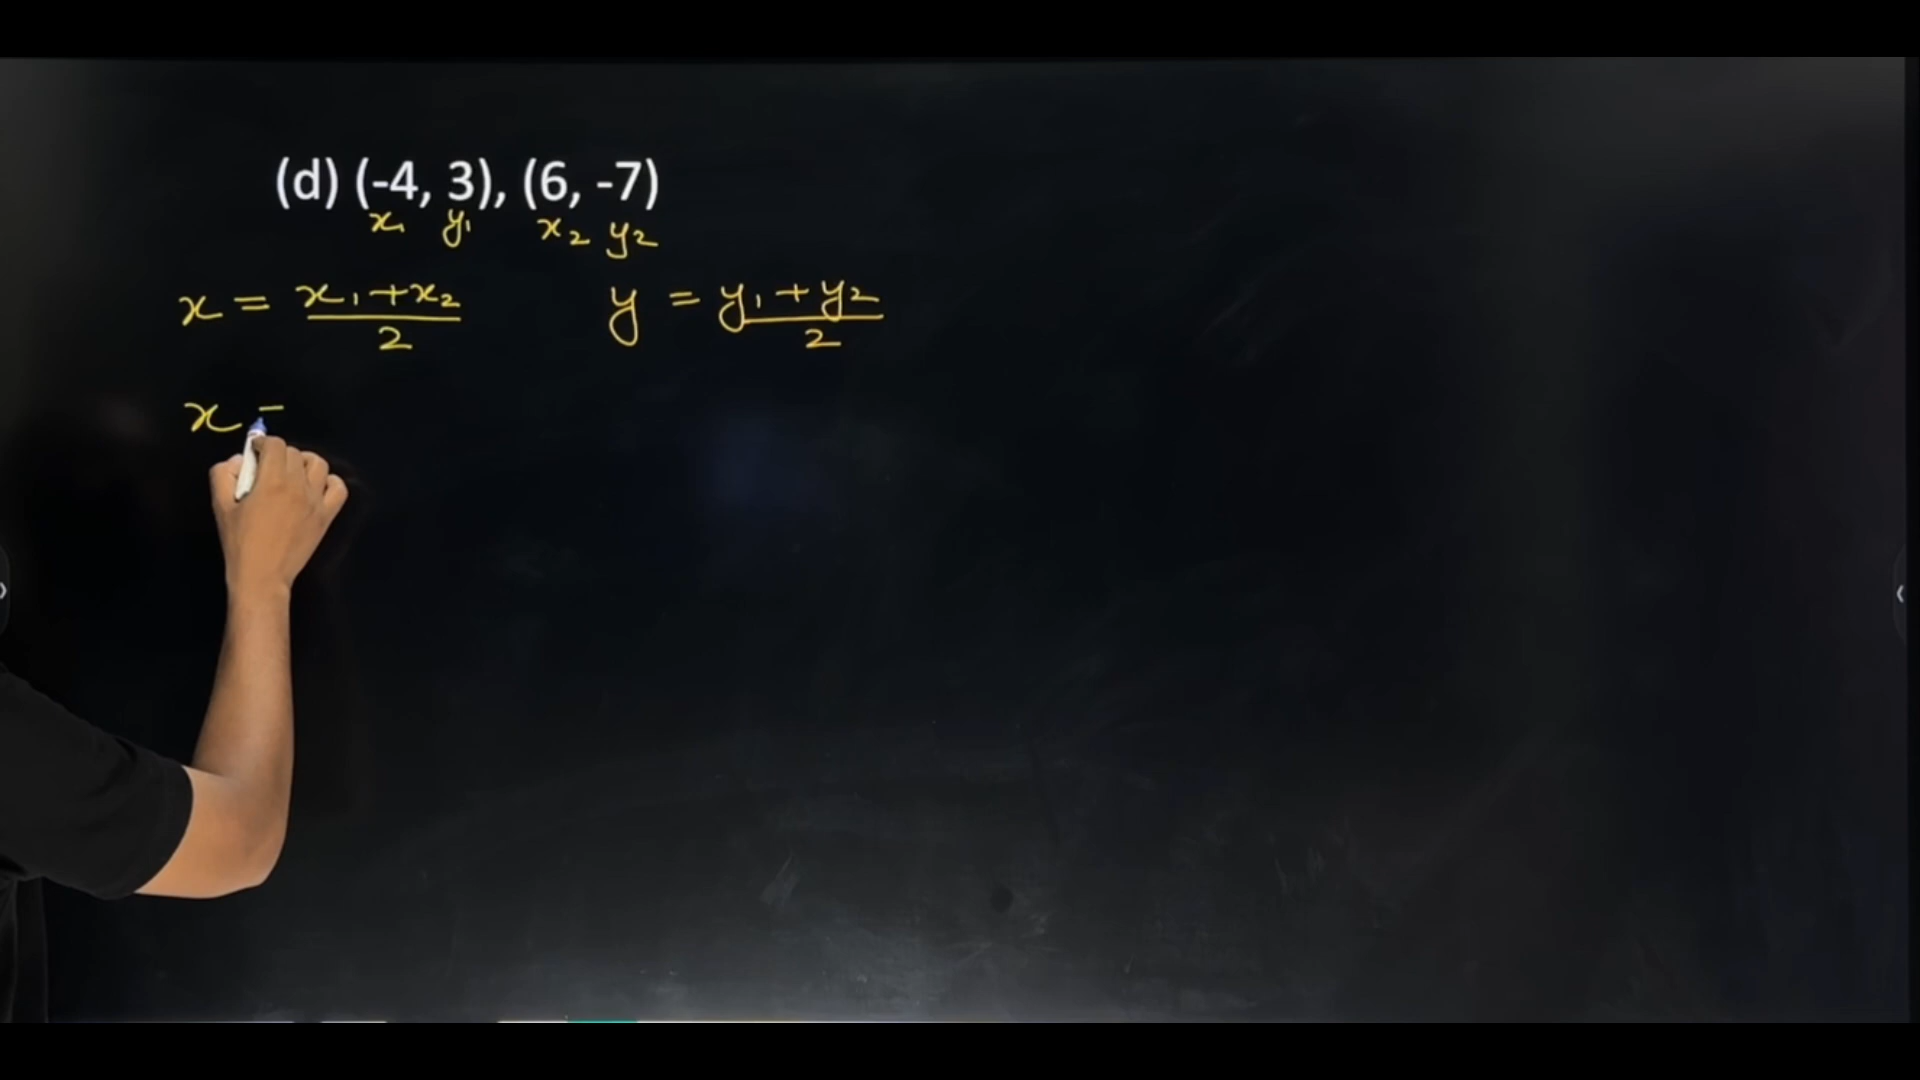 (d) (-4, 3), (6, -7)
x₁ y₁ x₂ y₂
x = x₁+x₂/2 y = y₁+y₂/2
x =